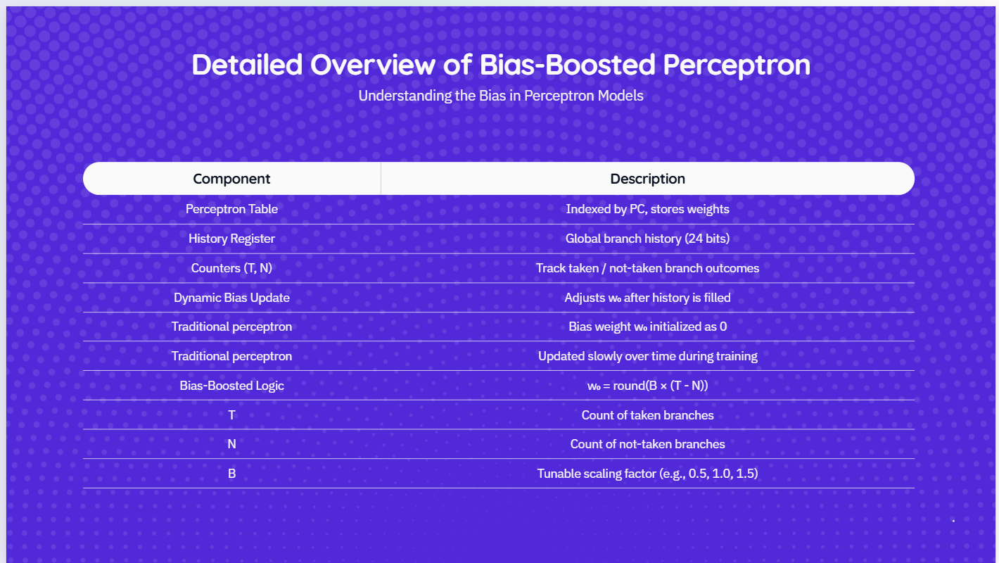 Detailed Overview of Bias-Boosted Perceptron
Understanding the Bias in Perceptron Models
Component Description
Perceptron Table Indexed by PC, stores weights
History Register Global branch history (24 bits)
Counters (T, N) Track taken / not-taken branch outcomes
Dynamic Bias Update Adjusts w₀ after history is filled
Traditional perceptron Bias weight w₀ initialized as 0
Traditional perceptron Updated slowly over time during training
Bias-Boosted Logic w₀ = round(B × (T - N))
T Count of taken branches
N Count of not-taken branches
B Tunable scaling factor (e.g., 0.5, 1.0, 1.5)